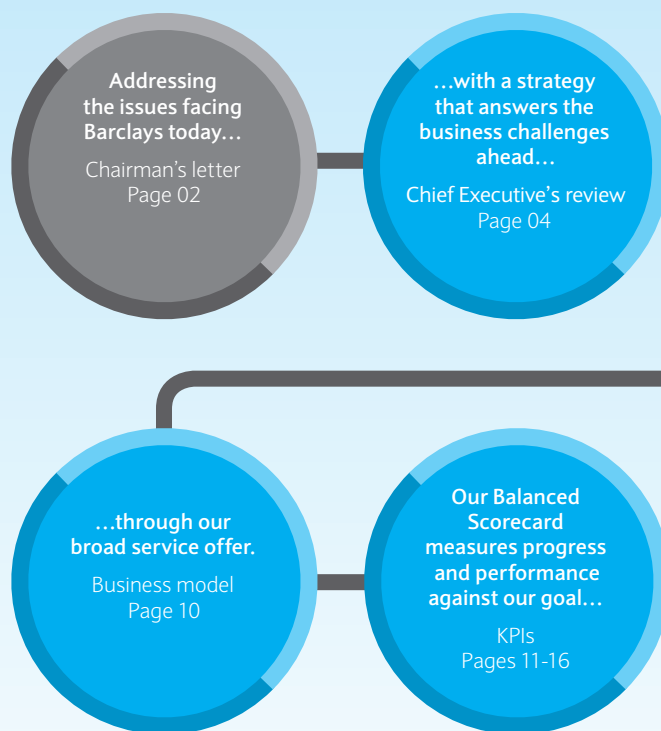 Addressing
the issues facing
Barclays today…
Chairman’s letter
Page 02
…with a strategy
that answers the
business challenges
ahead…
Chief Executive’s review
Page 04
…through our
broad service offer.
Business model
Page 10
Our Balanced
Scorecard
measures progress
and performance
against our goal…
KPIs
Pages 11-16